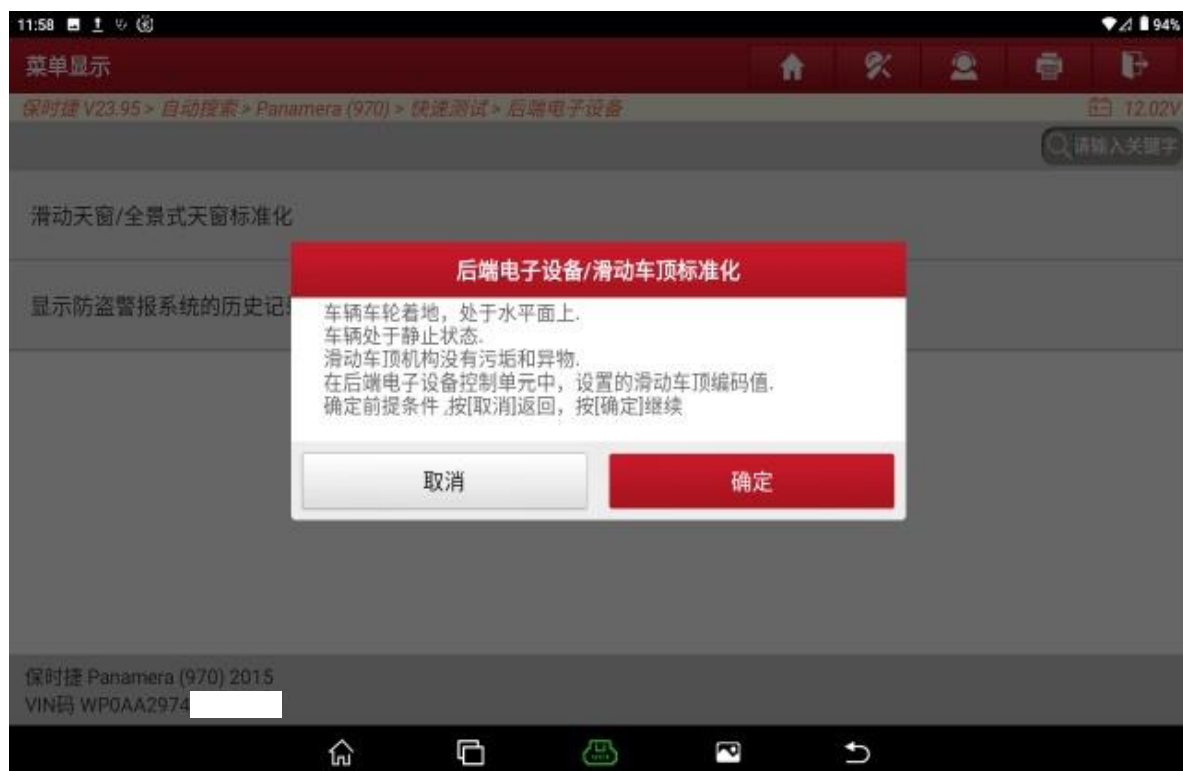 11:58
94%
菜单显示
保时捷 V23.95 > 自动搜索 > Panamera (970) > 快速测试 > 后端电子设备
12.02V
请输入关键字
滑动天窗/全景式天窗标准化
后端电子设备/滑动车顶标准化
显示防盗警报系统的历史记
车辆车轮着地，处于水平面上.
车辆处于静止状态.
滑动车顶机构没有污垢和异物.
在后端电子设备控制单元中，设置的滑动车顶编码值.
确定前提条件,按[取消]返回，按[确定]继续
取消
确定
保时捷 Panamera (970) 2015
VIN码 WP0AA2974